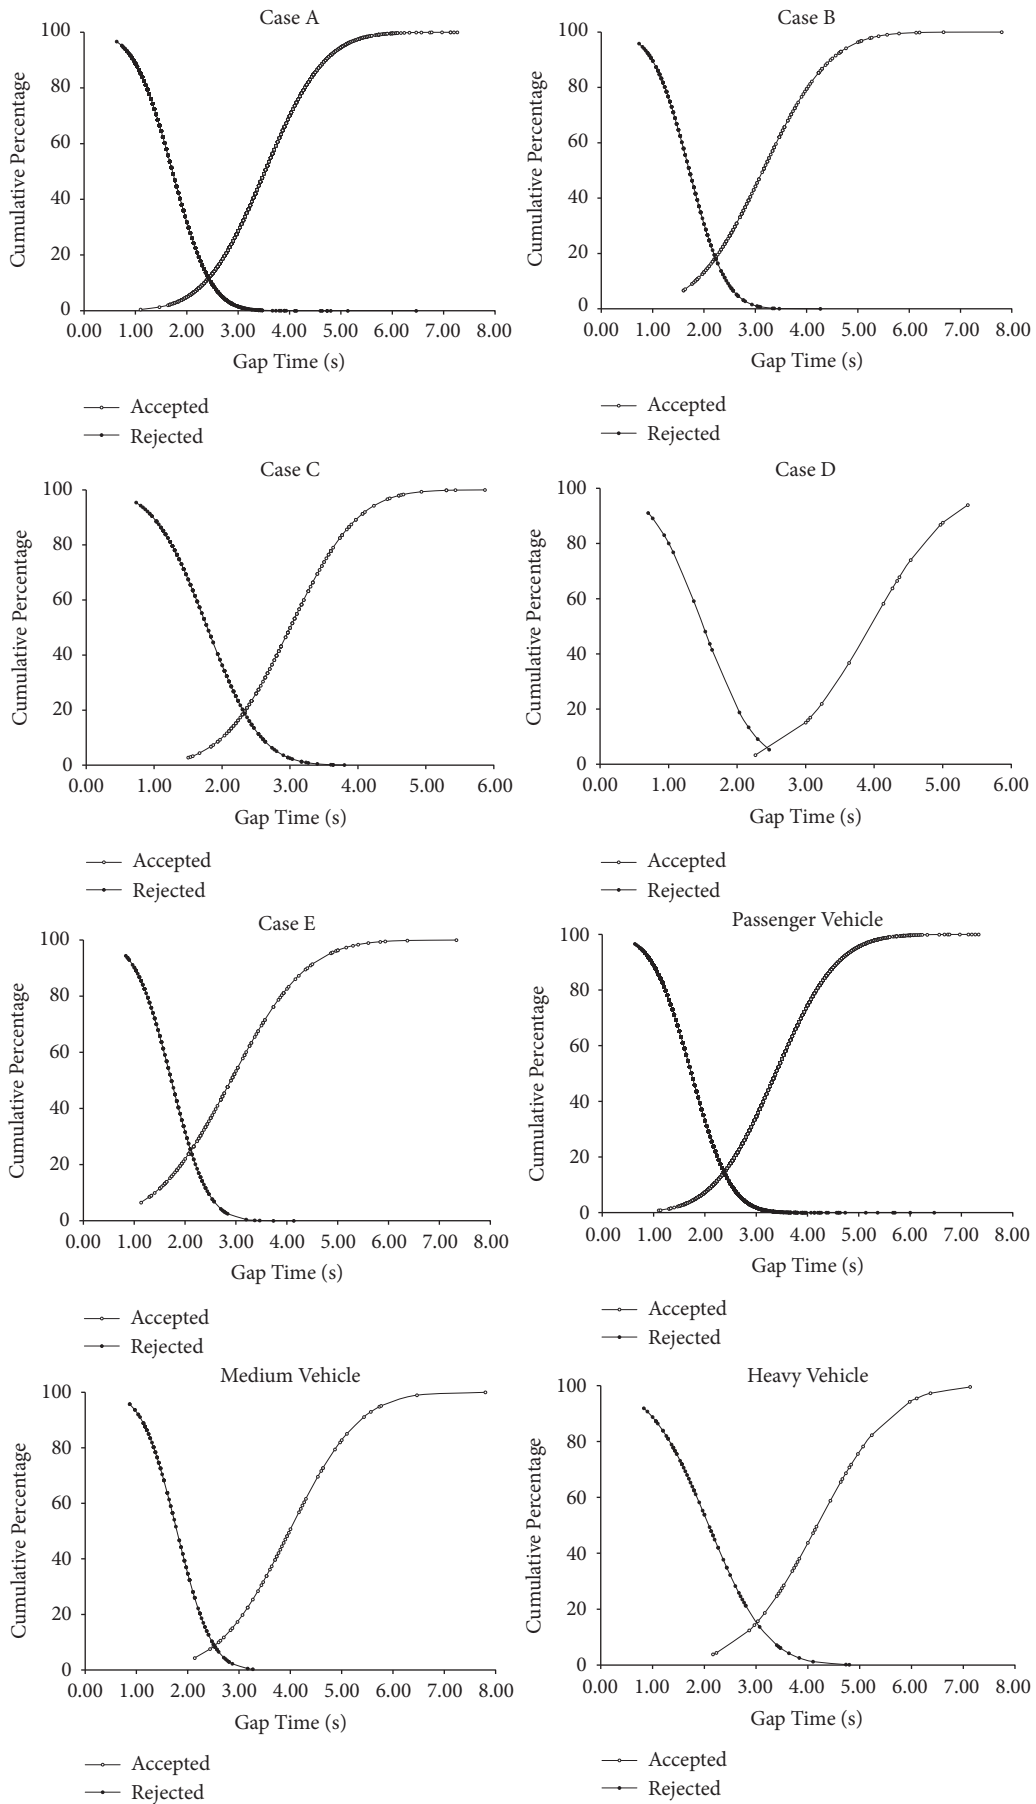 Case A
Cumulative Percentage
100
80
60
40
20
0
0.00 1.00 2.00 3.00 4.00 5.00 6.00 7.00 8.00
Gap Time (s)
Accepted
Rejected
Case B
Cumulative Percentage
100
80
60
40
20
0
0.00 1.00 2.00 3.00 4.00 5.00 6.00 7.00 8.00
Gap Time (s)
Accepted
Rejected
Case C
Cumulative Percentage
100
80
60
40
20
0
0.00 1.00 2.00 3.00 4.00 5.00 6.00
Gap Time (s)
Accepted
Rejected
Case D
Cumulative Percentage
100
80
60
40
20
0
0.00 1.00 2.00 3.00 4.00 5.00 6.00
Gap Time (s)
Accepted
Rejected
Case E
Cumulative Percentage
100
80
60
40
20
0
0.00 1.00 2.00 3.00 4.00 5.00 6.00 7.00 8.00
Gap Time (s)
Accepted
Rejected
Passenger Vehicle
Cumulative Percentage
100
80
60
40
20
0
0.00 1.00 2.00 3.00 4.00 5.00 6.00 7.00 8.00
Gap Time (s)
Accepted
Rejected
Medium Vehicle
Cumulative Percentage
100
80
60
40
20
0
0.00 1.00 2.00 3.00 4.00 5.00 6.00 7.00 8.00
Gap Time (s)
Accepted
Rejected
Heavy Vehicle
Cumulative Percentage
100
80
60
40
20
0
0.00 1.00 2.00 3.00 4.00 5.00 6.00 7.00 8.00
Gap Time (s)
Accepted
Rejected